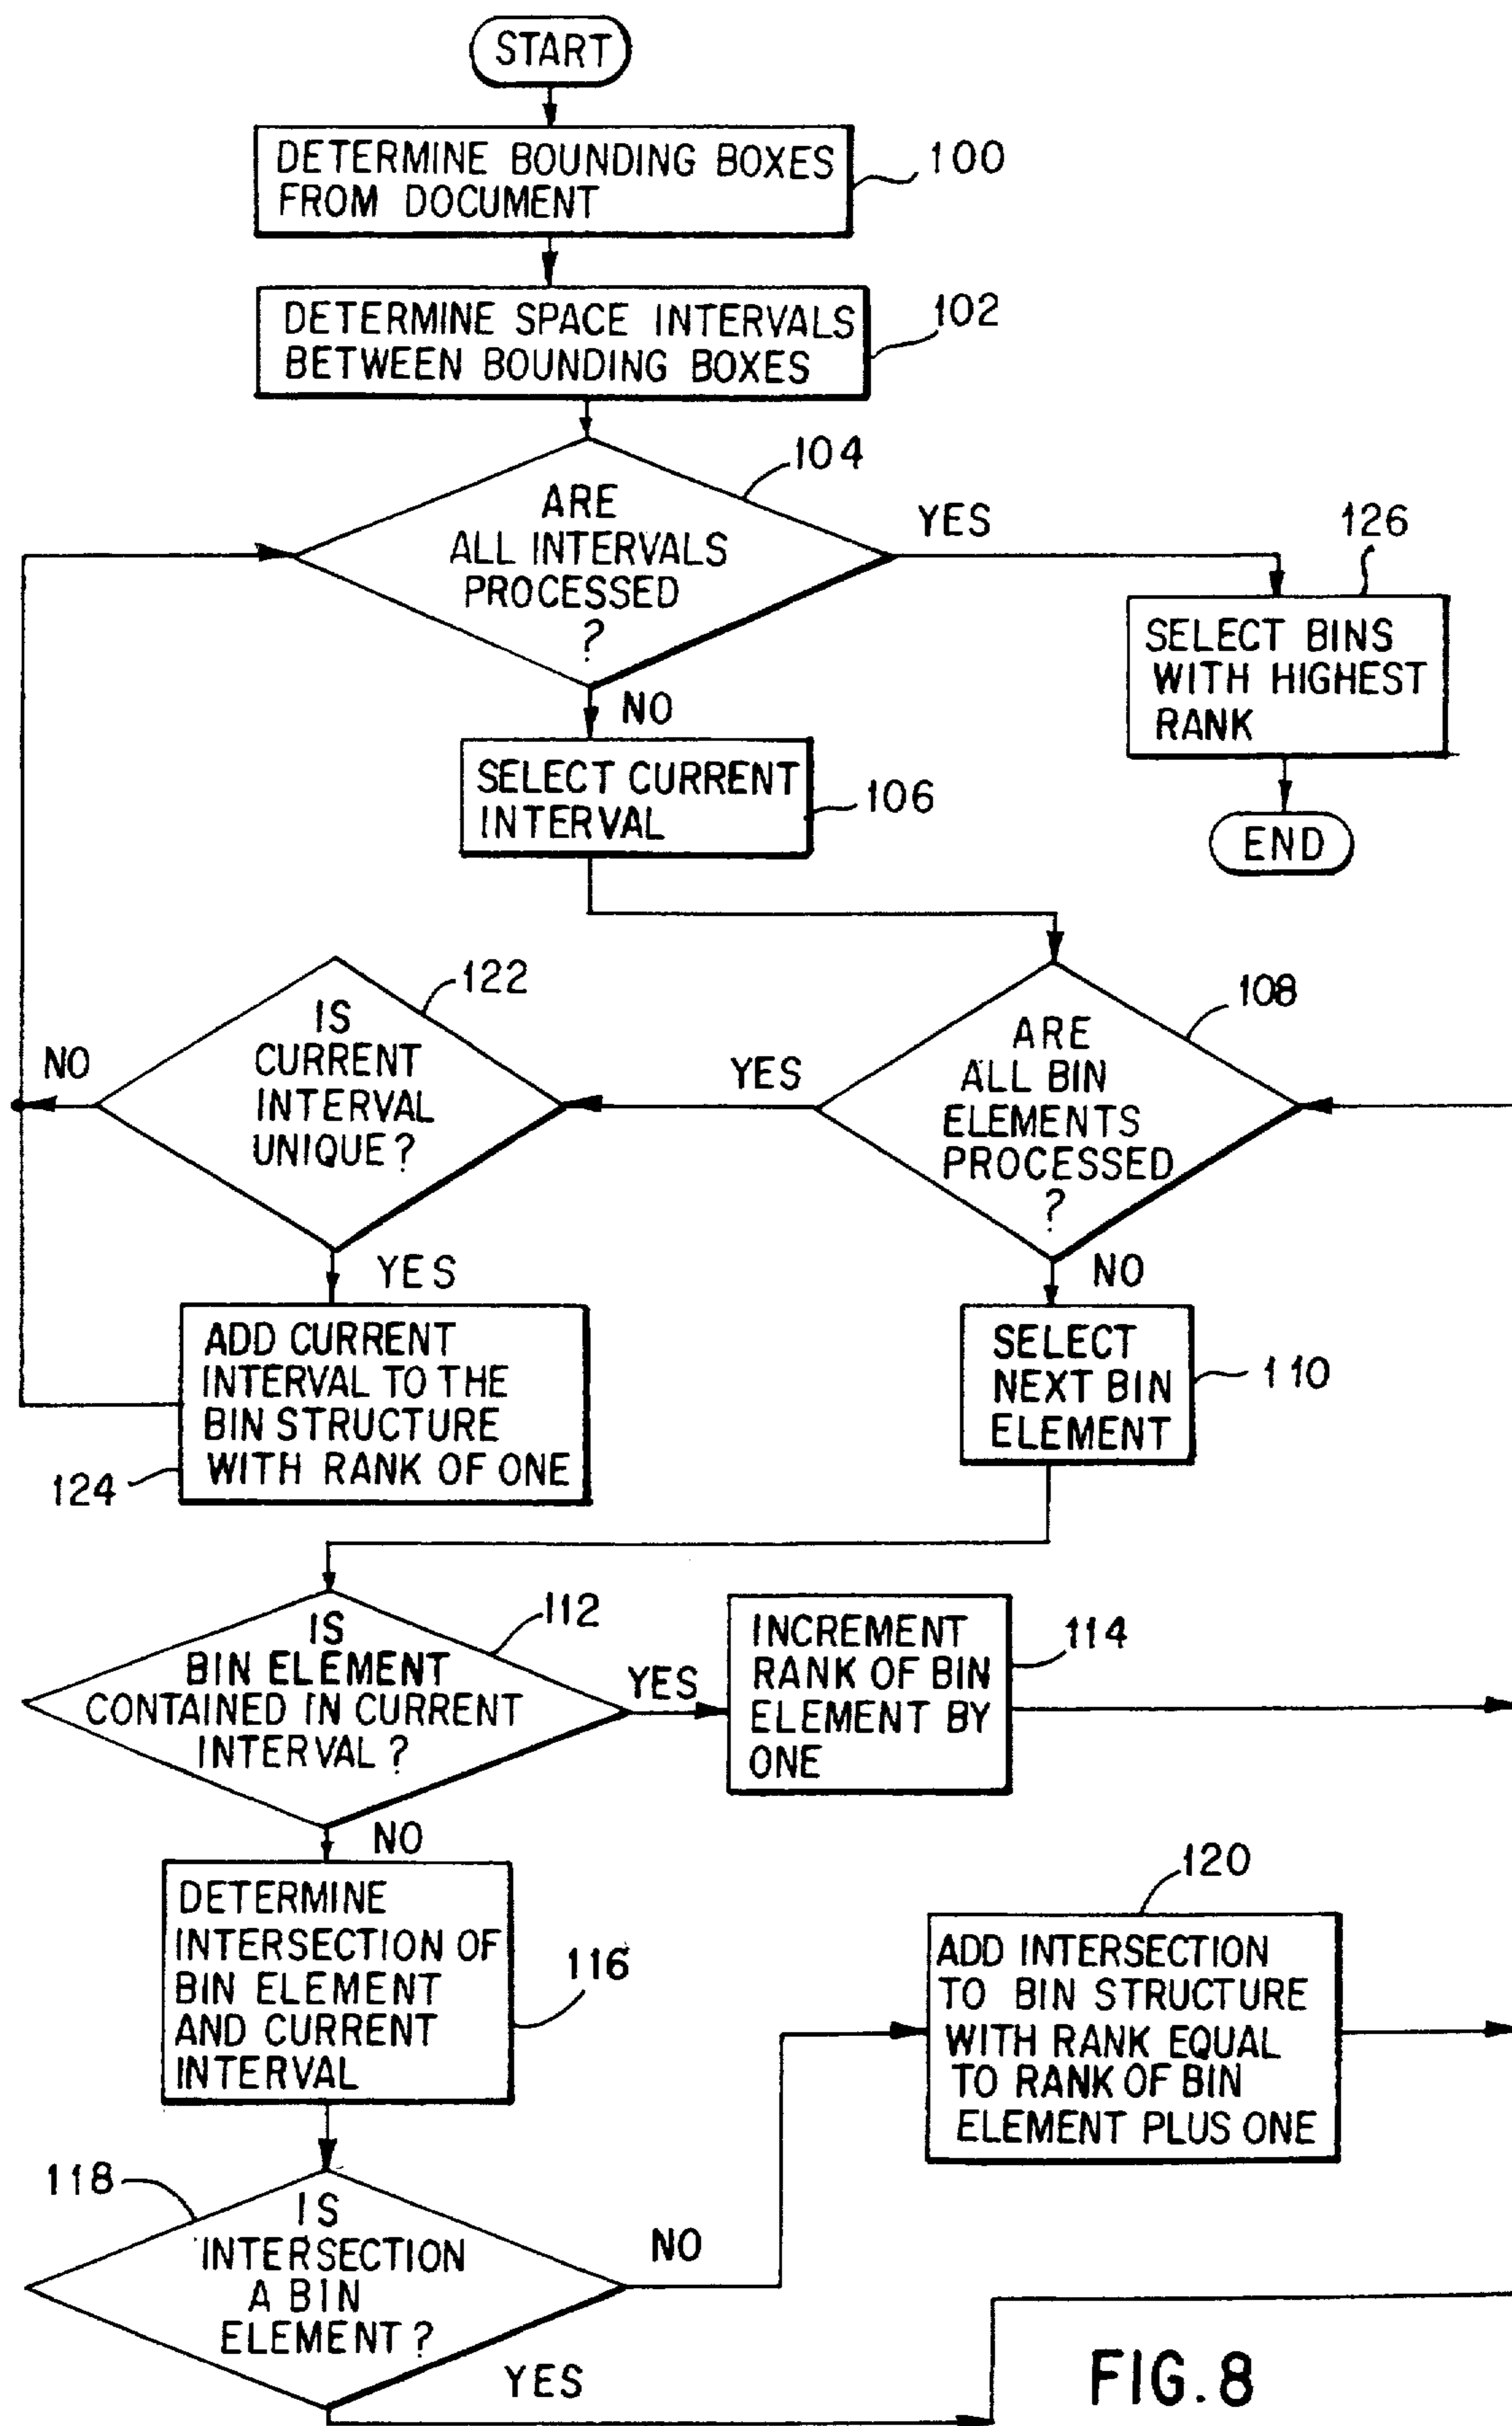 START
DETERMINE BOUNDING BOXES
FROM DOCUMENT
100
DETERMINE SPACE INTERVALS
BETWEEN BOUNDING BOXES
102
104
ARE
ALL INTERVALS
PROCESSED
?
YES
126
SELECT BINS
WITH HIGHEST
RANK
NO
SELECT CURRENT
INTERVAL
106
END
122
IS
CURRENT
INTERVAL
UNIQUE?
NO
YES
108
ARE
ALL BIN
ELEMENTS
PROCESSED
?
YES
NO
ADD CURRENT
INTERVAL TO THE
BIN STRUCTURE
WITH RANK OF ONE
124
SELECT
NEXT BIN
ELEMENT
110
112
IS
BIN ELEMENT
CONTAINED IN CURRENT
INTERVAL?
YES
INCREMENT
RANK OF BIN
ELEMENT BY
ONE
114
NO
DETERMINE
INTERSECTION OF
BIN ELEMENT
AND CURRENT
INTERVAL
116
120
ADD INTERSECTION
TO BIN STRUCTURE
WITH RANK EQUAL
TO RANK OF BIN
ELEMENT PLUS ONE
118
IS
INTERSECTION
A BIN
ELEMENT?
NO
YES
FIG. 8